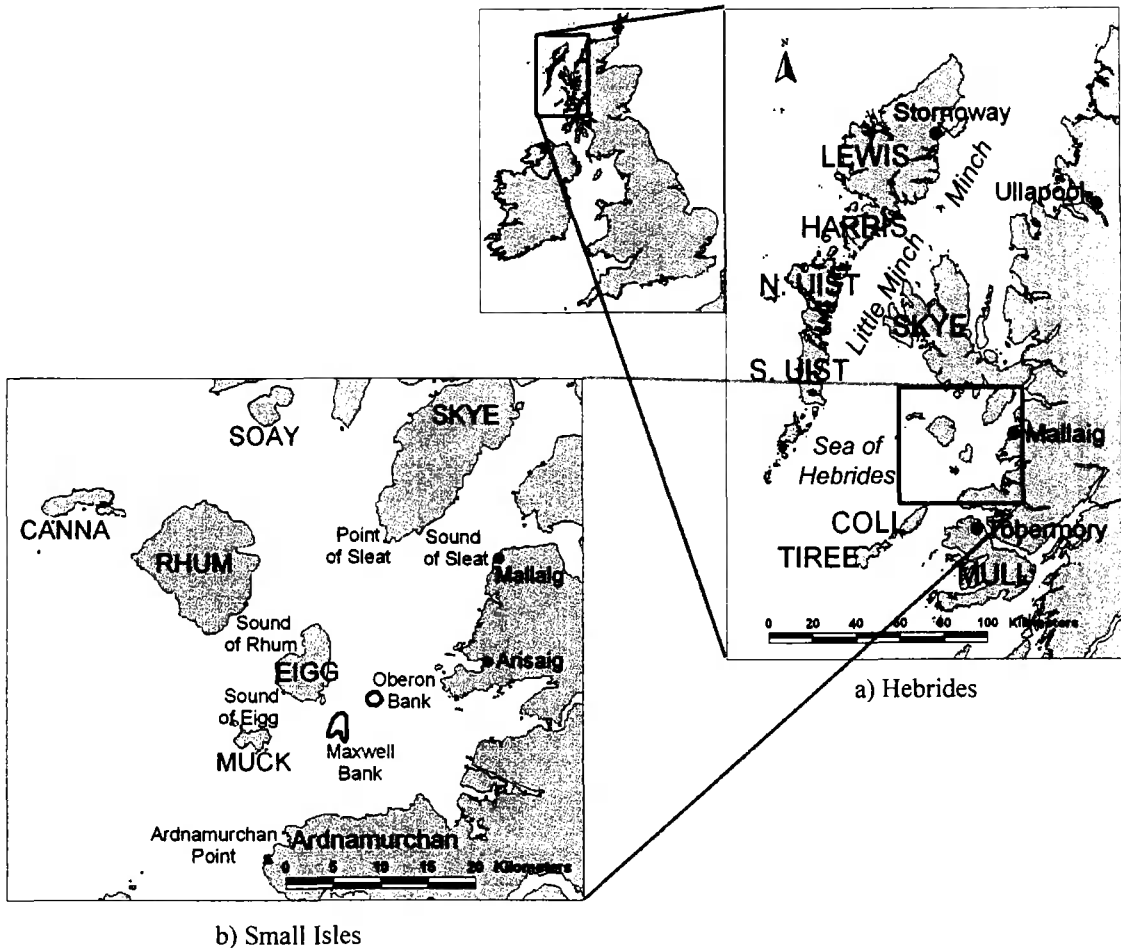 N
Stornoway
LEWIS
Minch
Ullapool
HARRIS
N. UIST
Little Minch
SKYE
S. UIST
Mallaig
Sea of
Hebrides
COLL
Tobermory
TIREE
MULL
0 20 40 60 80 100 Kilometers
a) Hebrides
SKYE
SOAY
CANNA
Point
of Sleat
Sound
of Sleat
RHUM
Mallaig
Sound
of Rhum
EIGG
Arisaig
Oberon
Bank
Sound
of Eigg
MUCK
Maxwell
Bank
Ardnamurchan
Point
Ardnamurchan
0 5 10 15 20 Kilometers
b) Small Isles